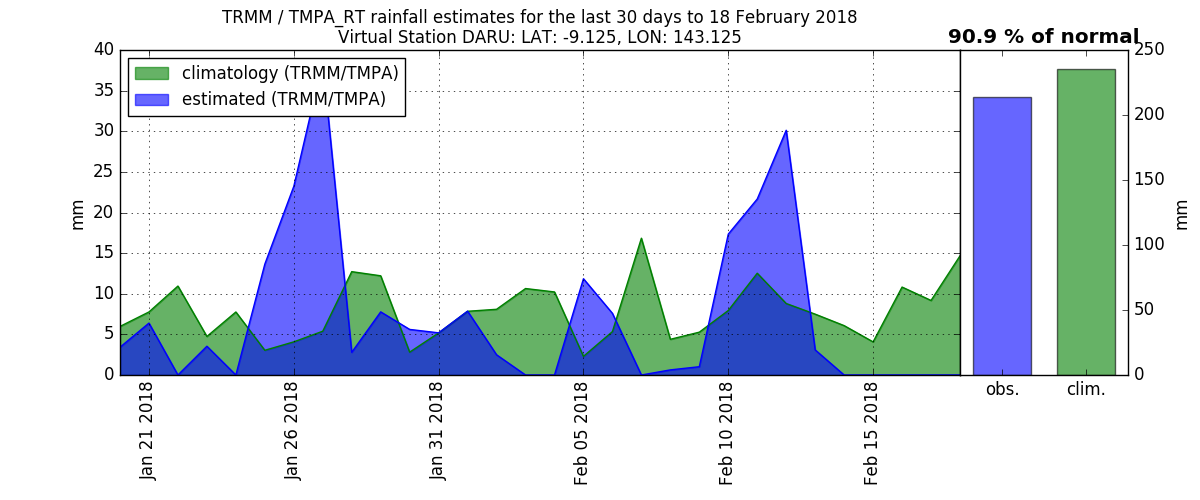 TRMM / TMPA_RT rainfall estimates for the last 30 days to 18 February 2018
Virtual Station DARU: LAT: -9.125, LON: 143.125
90.9 % of normal
climatology (TRMM/TMPA)
estimated (TRMM/TMPA)
40
35
30
25
20
15
10
5
0
mm
Jan 21 2018
Jan 26 2018
Jan 31 2018
Feb 05 2018
Feb 10 2018
Feb 15 2018
obs.
clim.
250
200
150
100
50
0
mm